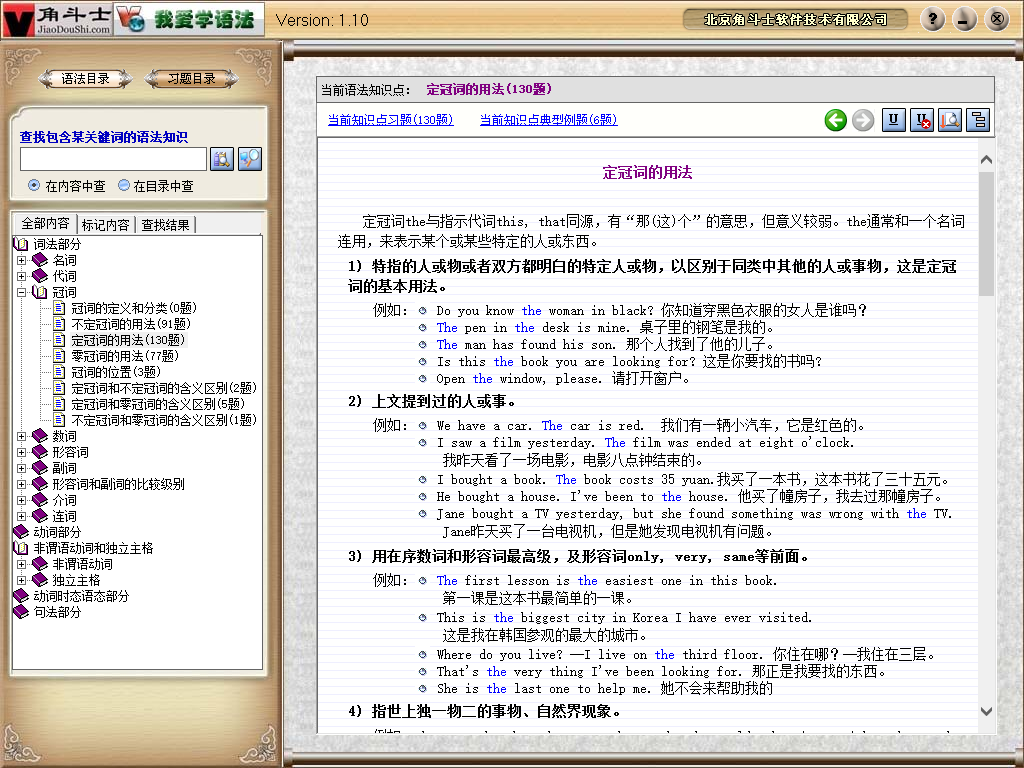 角斗士
JiaoDouShi.com
我爱学语法
Version: 1.10
北京角斗士软件技术有限公司
语法目录
习题目录
查找包含某关键词的语法知识
在内容中查
在目录中查
全部内容
标记内容
查找结果
词法部分
名词
代词
冠词
冠词的定义和分类(0题)
不定冠词的用法(91题)
定冠词的用法(130题)
零冠词的用法(77题)
冠词的位置(3题)
定冠词和不定冠词的含义区别(2题)
定冠词和零冠词的含义区别(5题)
不定冠词和零冠词的含义区别(1题)
数词
形容词
副词
形容词和副词的比较级别
介词
连词
动词部分
非谓语动词和独立主格
非谓语动词
独立主格
动词时态语态部分
句法部分
当前语法知识点: 定冠词的用法(130题)
当前知识点习题(130题)
当前知识点典型例题(6题)
定冠词的用法
定冠词the与指示代词this, that同源，有“那(这)个”的意思，但意义较弱。the通常和一个名词
连用，来表示某个或某些特定的人或东西。
1) 特指的人或物或者双方都明白的特定人或物，以区别于同类中其他的人或事物，这是定冠
词的基本用法。
例如: Do you know the woman in black? 你知道穿黑色衣服的女人是谁吗?
The pen in the desk is mine. 桌子里的钢笔是我的。
The man has found his son. 那个人找到了他的儿子。
Is this the book you are looking for? 这是你要找的书吗?
Open the window, please. 请打开窗户。
2) 上文提到过的人或事。
例如: We have a car. The car is red. 我们有一辆小汽车，它是红色的。
I saw a film yesterday. The film was ended at eight o'clock.
我昨天看了一场电影，电影八点钟结束的。
I bought a book. The book costs 35 yuan.我买了一本书，这本书花了三十五元。
He bought a house. I've been to the house. 他买了幢房子，我去过那幢房子。
Jane bought a TV yesterday, but she found something was wrong with the TV.
Jane昨天买了一台电视机，但是她发现电视机有问题。
3) 用在序数词和形容词最高级，及形容词only, very, same等前面。
例如: The first lesson is the easiest one in this book.
第一课是这本书最简单的一课。
This is the biggest city in Korea I have ever visited.
这是我在韩国参观的最大的城市。
Where do you live? —I live on the third floor. 你住在哪？—我住在三层。
That's the very thing I've been looking for. 那正是我要找的东西。
She is the last one to help me. 她不会来帮助我的
4) 指世上独一物二的事物、自然界现象。